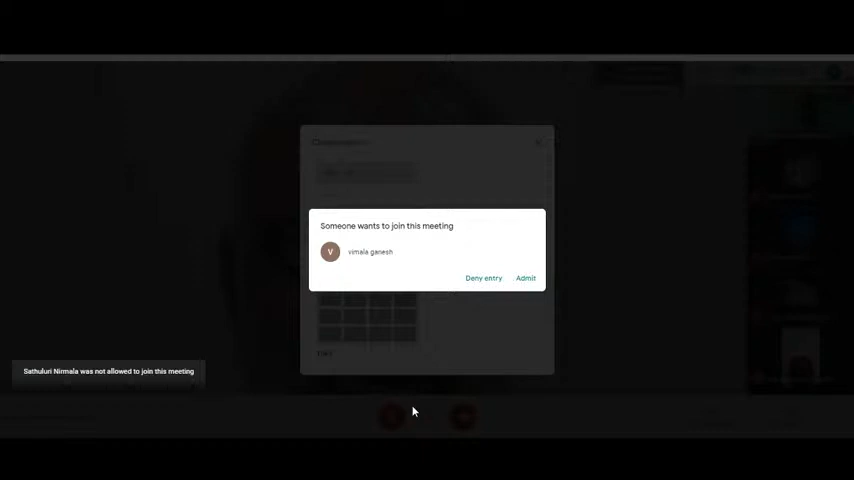 Someone wants to join this meeting
V
vimala ganesh
Deny entry
Admit
Sathuluri Nirmala was not allowed to join this meeting